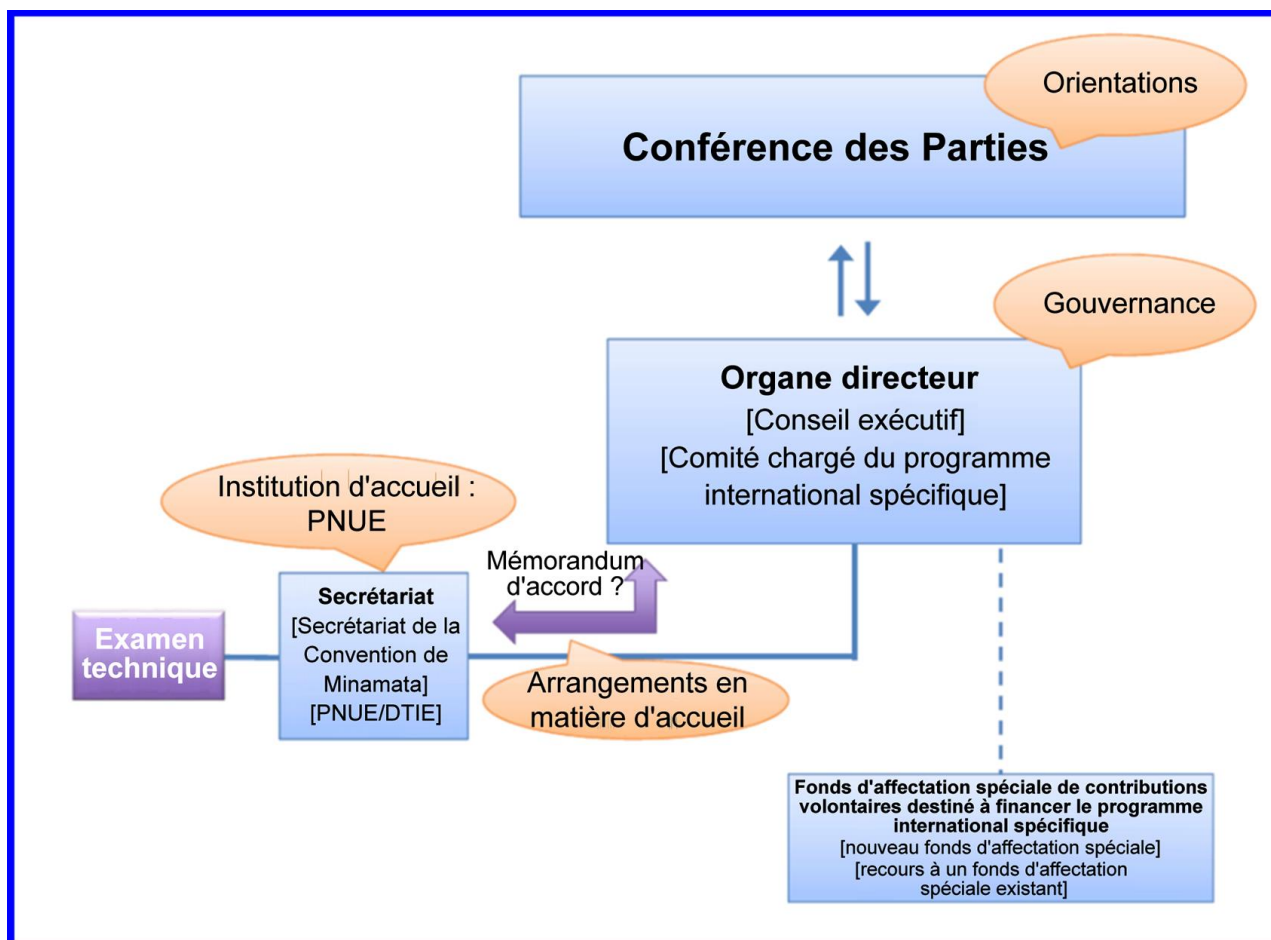 Orientations
Conférence des Parties
Gouvernance
Organe directeur
[Conseil exécutif]
[Comité chargé du programme
international spécifique]
Institution d'accueil :
PNUE
Mémorandum
d'accord ?
Secrétariat
[Secrétariat de la
Convention de
Minamata]
[PNUE/DTIE]
Examen
technique
Arrangements en
matière d'accueil
Fonds d'affectation spéciale de contributions
volontaires destiné à financer le programme
international spécifique
[nouveau fonds d'affectation spéciale]
[recours à un fonds d'affectation
spéciale existant]